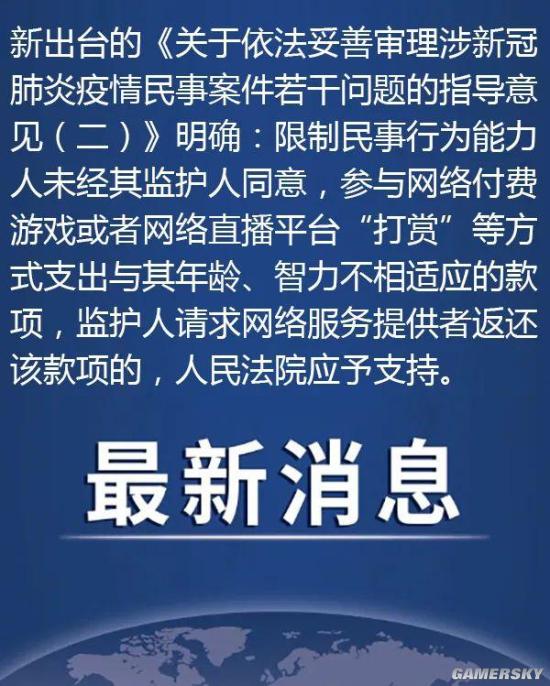 新出台的《关于依法妥善审理涉新冠
肺炎疫情民事案件若干问题的指导意
见（二）》明确：限制民事行为能力
人未经其监护人同意，参与网络付费
游戏或者网络直播平台“打赏”等方
式支出与其年龄、智力不相适应的款
项，监护人请求网络服务提供者返还
该款项的，人民法院应予支持。
最新消息
GAMERSKY